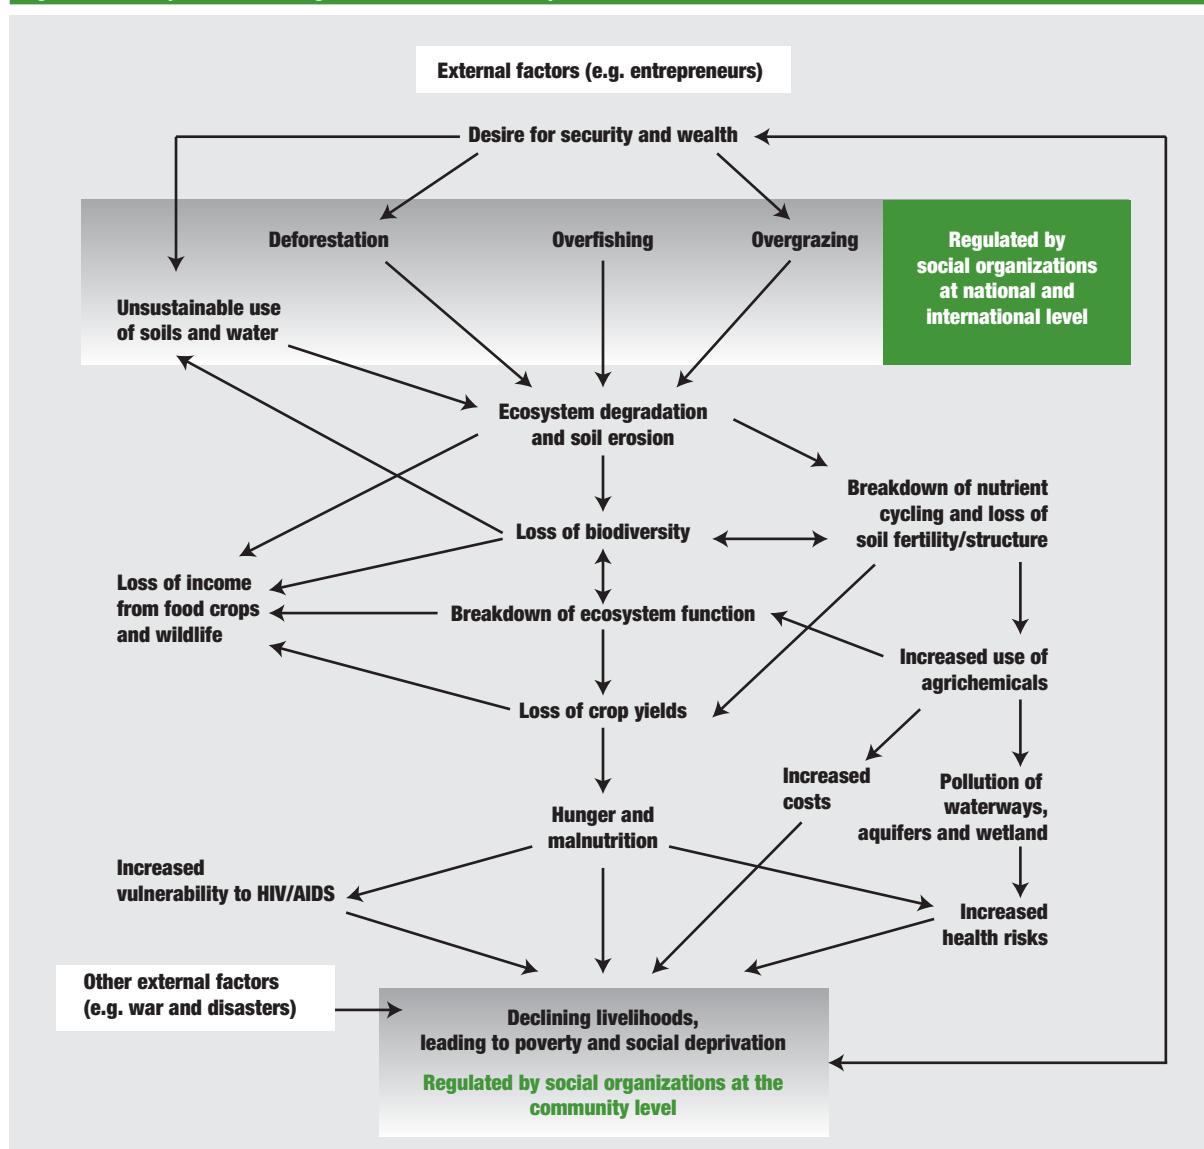 External factors (e.g. entrepreneurs)
Desire for security and wealth
Deforestation
Overfishing
Overgrazing
Regulated by
social organizations
at national and
international level
Unsustainable use
of soils and water
Ecosystem degradation
and soil erosion
Breakdown of nutrient
cycling and loss of
soil fertility/structure
Loss of biodiversity
Loss of income
from food crops
and wildlife
Breakdown of ecosystem function
Increased use of
agrichemicals
Loss of crop yields
Increased
costs
Pollution of
waterways,
aquifers and wetland
Hunger and
malnutrition
Increased
vulnerability to HIV/AIDS
Increased
health risks
Other external factors
(e.g. war and disasters)
Declining livelihoods,
leading to poverty and social deprivation
Regulated by social organizations at the
community level